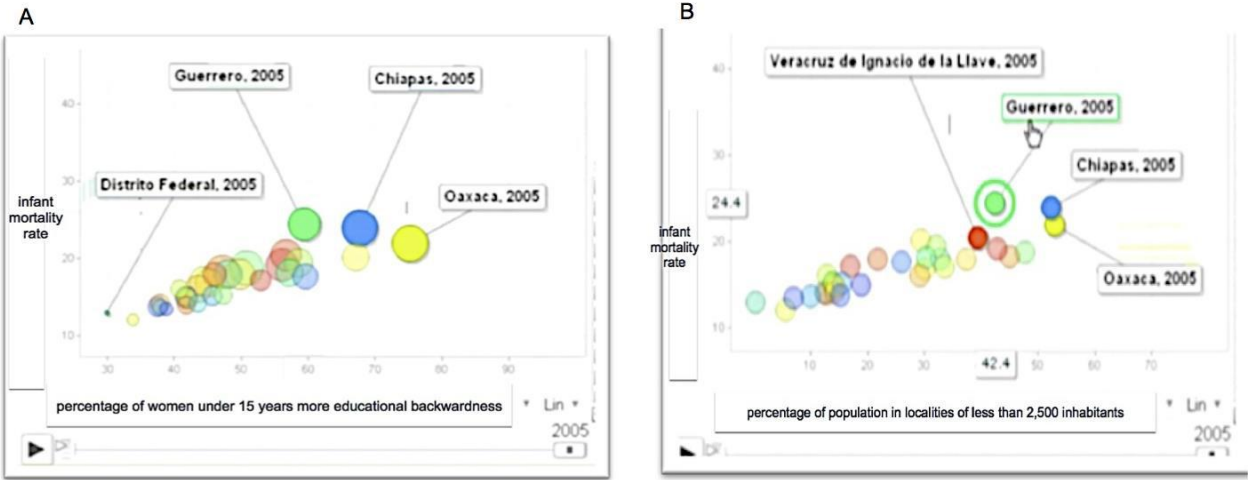 A
Guerrero, 2005
Chiapas, 2005
40
30
Distrito Federal, 2005
Oaxaca, 2005
infant
mortality
rate
20
10
30 40 50 60 70 80 90
percentage of women under 15 years more educational backwardness
Lin
2005
B
Veracruz de Ignacio de la Llave, 2005
40
Guerrero, 2005
30
Chiapas, 2005
24.4
infant
mortality
rate
20
Oaxaca, 2005
10
10 20 30 42.4 50 60 70
percentage of population in localities of less than 2,500 inhabitants
Lin
2005